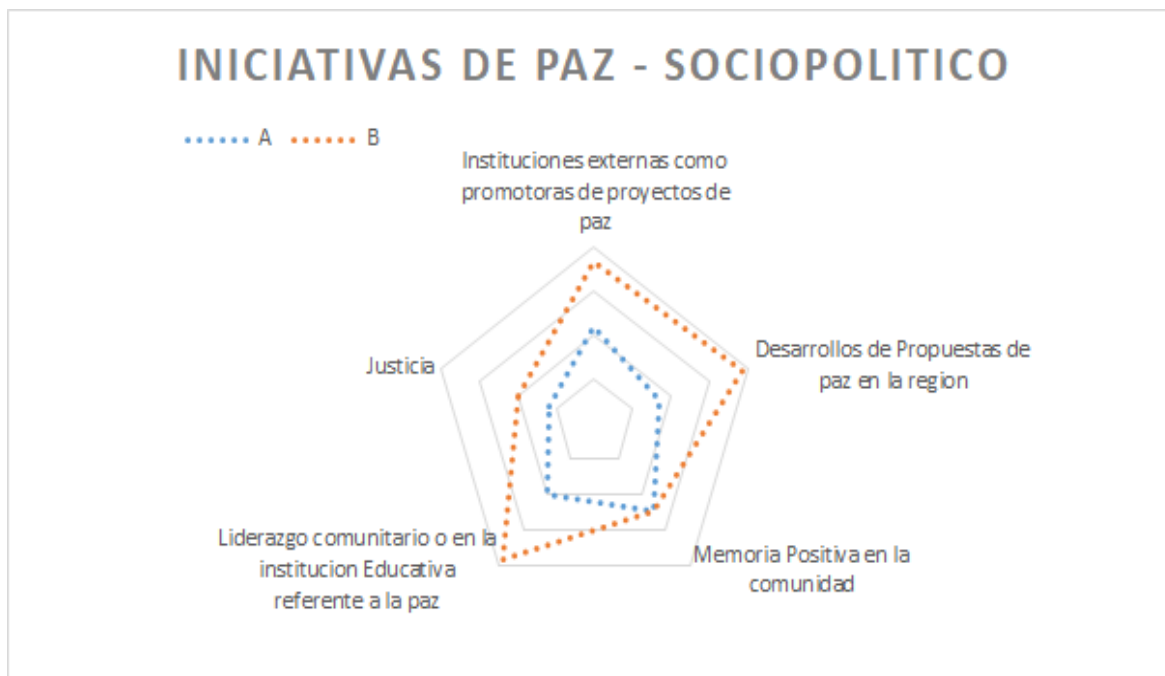 INICIATIVAS DE PAZ - SOCIOPOLITICO
A B
Instituciones externas como
promotoras de proyectos de
paz
Desarrollos de Propuestas de
paz en la region
Memoria Positiva en la
comunidad
Liderazgo comunitario o en la
institucion Educativa
referente a la paz
Justicia